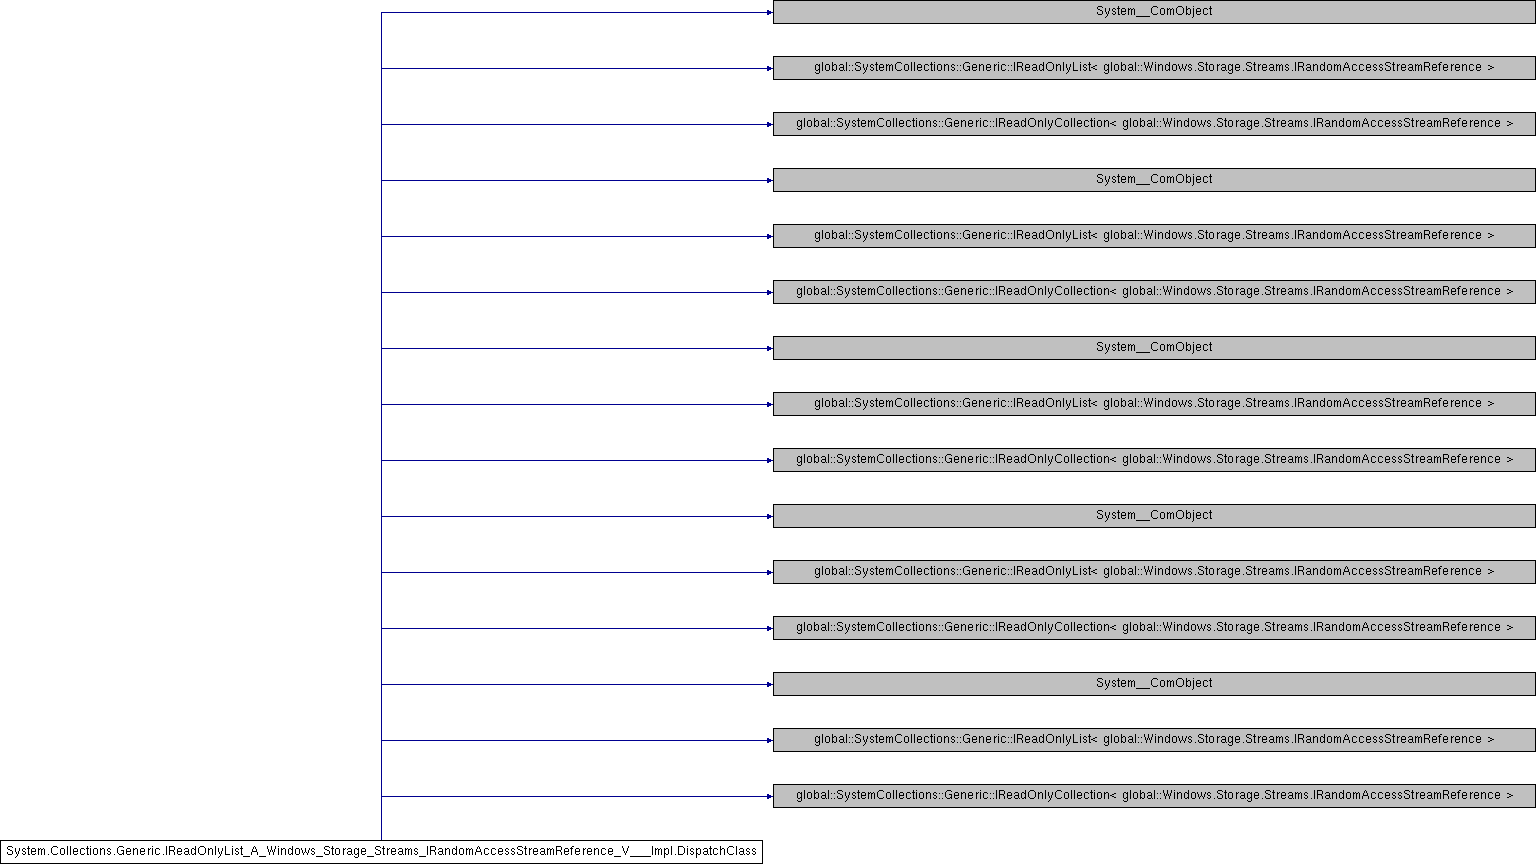 System__ComObject
global::SystemCollections::Generic::IReadOnlyList< global::Windows.Storage.Streams.IRandomAccessStreamReference >
global::SystemCollections::Generic::IReadOnlyCollection< global::Windows.Storage.Streams.IRandomAccessStreamReference >
System__ComObject
global::SystemCollections::Generic::IReadOnlyList< global::Windows.Storage.Streams.IRandomAccessStreamReference >
global::SystemCollections::Generic::IReadOnlyCollection< global::Windows.Storage.Streams.IRandomAccessStreamReference >
System__ComObject
global::SystemCollections::Generic::IReadOnlyList< global::Windows.Storage.Streams.IRandomAccessStreamReference >
global::SystemCollections::Generic::IReadOnlyCollection< global::Windows.Storage.Streams.IRandomAccessStreamReference >
System__ComObject
global::SystemCollections::Generic::IReadOnlyList< global::Windows.Storage.Streams.IRandomAccessStreamReference >
global::SystemCollections::Generic::IReadOnlyCollection< global::Windows.Storage.Streams.IRandomAccessStreamReference >
System__ComObject
global::SystemCollections::Generic::IReadOnlyList< global::Windows.Storage.Streams.IRandomAccessStreamReference >
global::SystemCollections::Generic::IReadOnlyCollection< global::Windows.Storage.Streams.IRandomAccessStreamReference >
System.Collections.Generic.IReadOnlyList_A_Windows_Storage_Streams_IRandomAccessStreamReference_V___Impl.DispatchClass